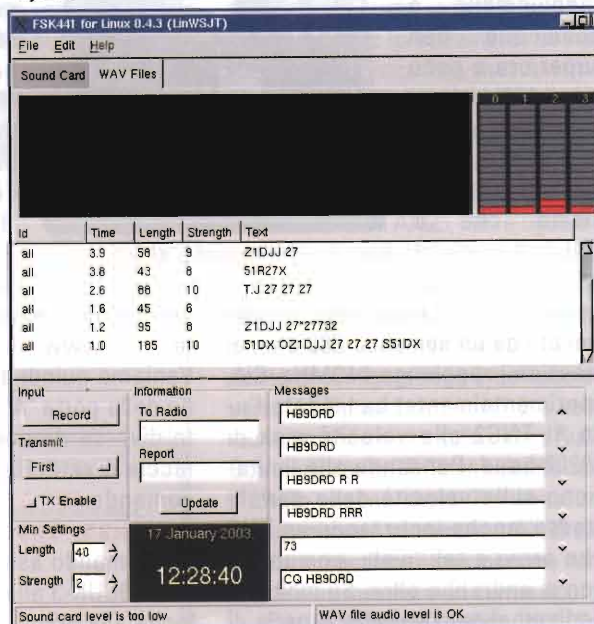 FSK441 for Linux 0.4.3 (LinWSJT)
File Edit Help
Sound Card WAV Files
0 1 2 3
Id Time Length Strength Text
all 3.9 58 9 Z1DJJ 27
all 3.8 43 8 51R27X
all 2.6 88 10 T.J 27 27 27
all 1.6 45 6
all 1.2 95 8 Z1DJJ 27*27732
all 1.0 185 10 51DX OZ1DJJ 27 27 27 S51DX
Input Information Messages
Record To Radio HB9DRD
Transmit HB9DRD
First Report HB9DRD R R
TX Enable Update HB9DRD RRR
Min Settings 17 January 2003 73
Length 40
Strength 2 12:28:40 CQ HB9DRD
Sound card level is too low WAV file audio level is OK